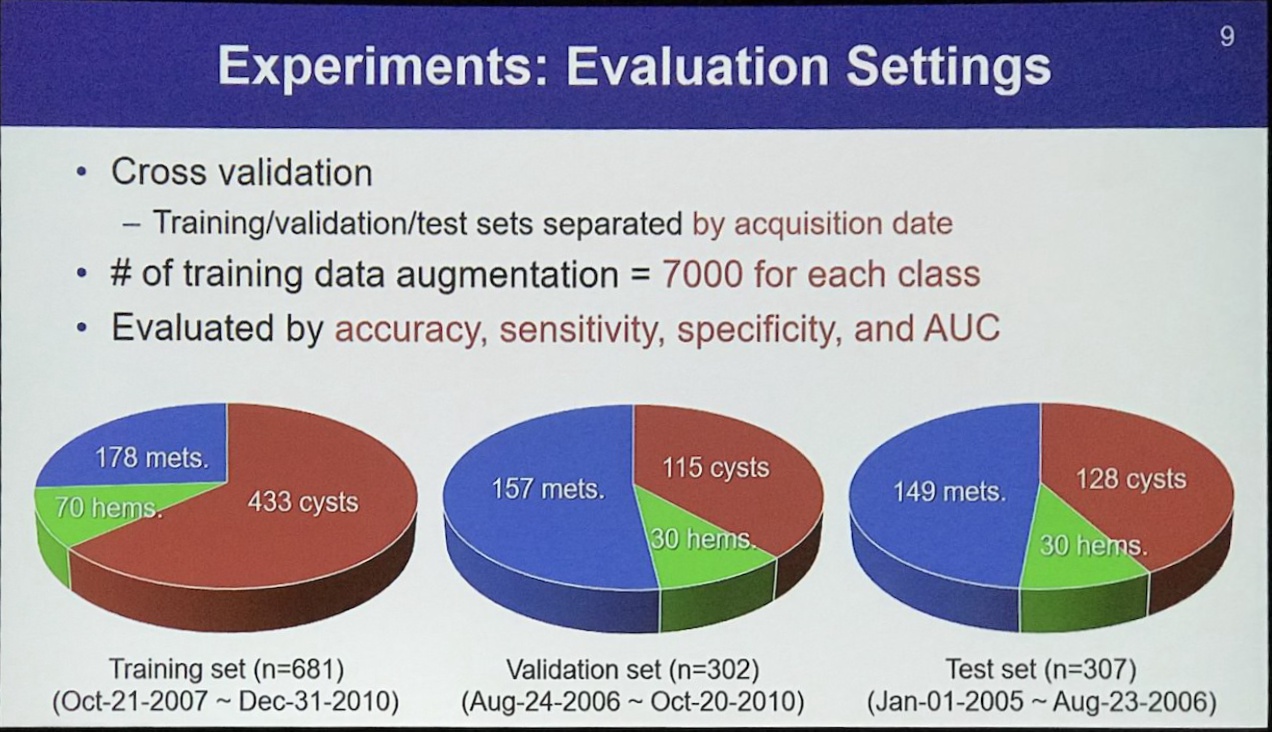 9
Experiments: Evaluation Settings
• Cross validation
– Training/validation/test sets separated by acquisition date
• # of training data augmentation = 7000 for each class
• Evaluated by accuracy, sensitivity, specificity, and AUC
178 mets.
70 hems.
433 cysts
157 mets.
115 cysts
30 hems.
149 mets.
128 cysts
30 hems.
Training set (n=681)
(Oct-21-2007 ~ Dec-31-2010)
Validation set (n=302)
(Aug-24-2006 ~ Oct-20-2010)
Test set (n=307)
(Jan-01-2005 ~ Aug-23-2006)